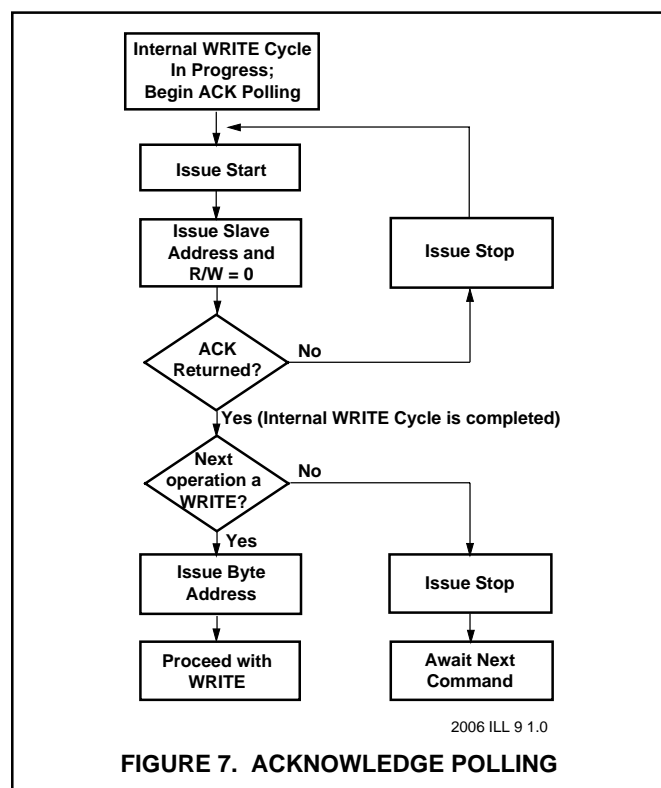 Internal WRITE Cycle
In Progress;
Begin ACK Polling
Issue Start
Issue Slave
Address and
R/W = 0
Issue Stop
ACK
Returned?
No
Yes (Internal WRITE Cycle is completed)
Next
operation a
WRITE?
No
Yes
Issue Byte
Address
Issue Stop
Proceed with
WRITE
Await Next
Command
2006 ILL 9 1.0
FIGURE 7. ACKNOWLEDGE POLLING